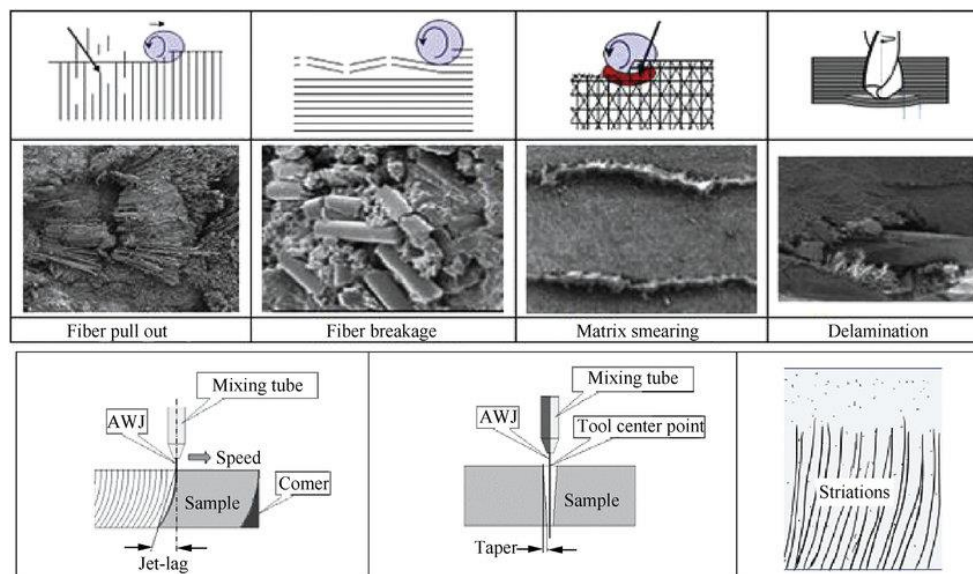 Fiber pull out
Fiber breakage
Matrix smearing
Delamination
Mixing tube
AWJ
Speed
Comer
Sample
Jet-lag
Mixing tube
AWJ
Tool center point
Sample
Taper
Striations